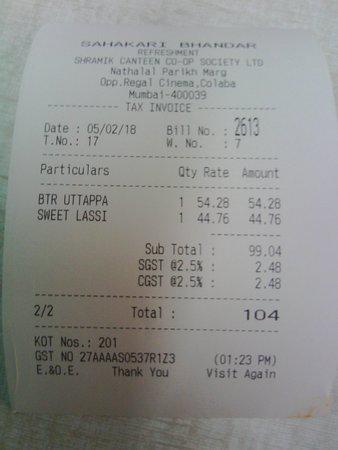 SAHAKARI BHANDAR
REFRESHMENT
SHRAMIK CANTEEN CO-OP SOCIETY LTD
Nathalal Parikh Marg
Opp.Regal Cinema,Colaba
Mumbai-400039
TAX INVOICE
Date : 05/02/18 Bill No. : 2613
T.No. : 17 W. No. : 7
Particulars Qty Rate Amount
BTR UTTAPPA 1 54.28 54.28
SWEET LASSI 1 44.76 44.76
Sub Total : 99.04
SGST @2.5% : 2.48
CGST @2.5% : 2.48
2/2 Total : 104
KOT Nos.: 201
GST NO 27AAAAS0537R1Z3 (01:23 PM)
E.&O.E. Thank You Visit Again